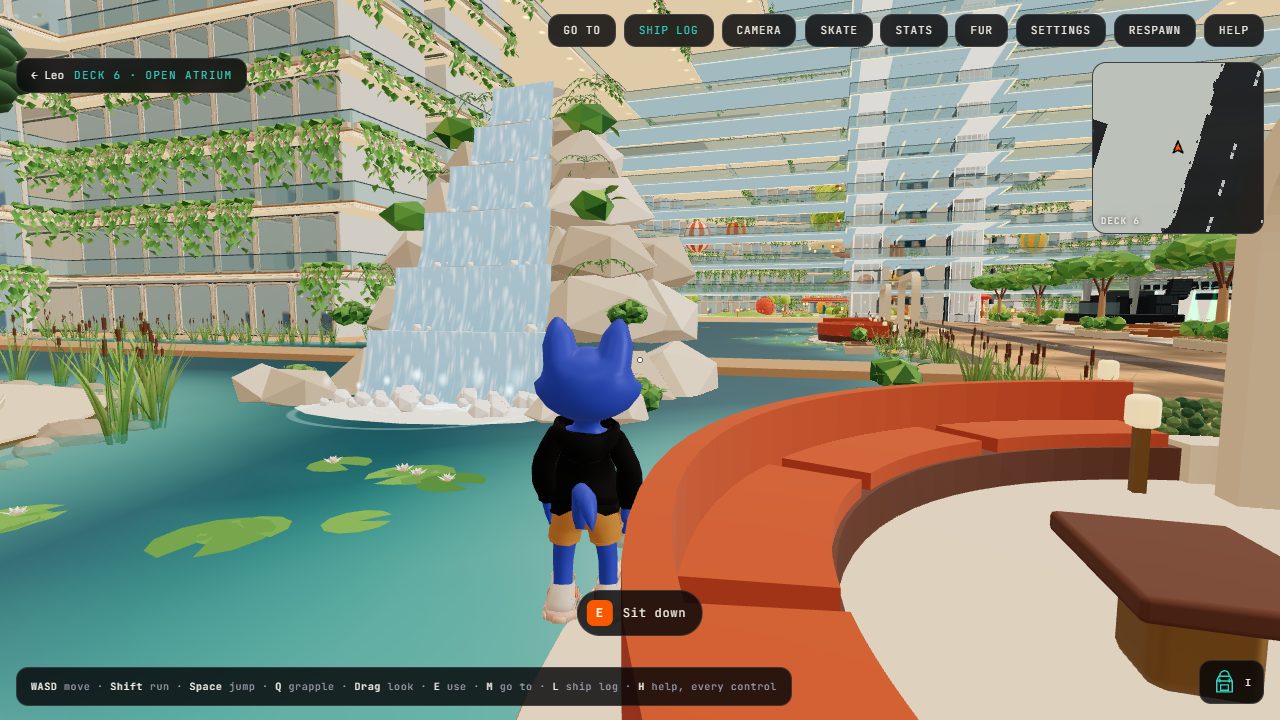 GO TO
SHIP LOG
CAMERA
SKATE
STATS
FUR
SETTINGS
RESPAWN
HELP
← Leo DECK 6 · OPEN ATRIUM
DECK 6
E Sit down
WASD move · Shift run · Space jump · Q grapple · Drag look · E use · M go to · L ship log · H help, every control
I